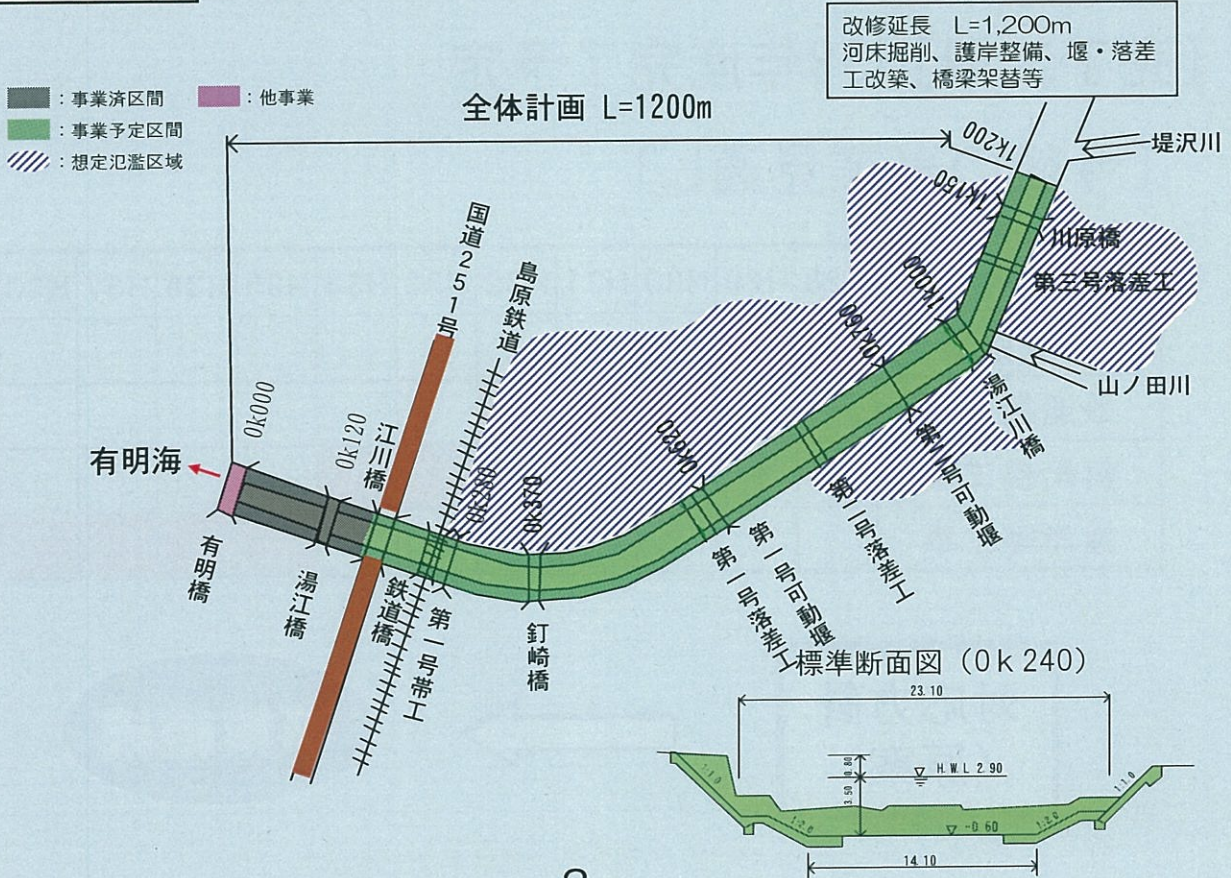 改修延長 L=1,200m
河床掘削、護岸整備、堰・落差
工改築、橋梁架替等
：事業済区間
：他事業
：事業予定区間
：想定氾濫区域
全体計画 L=1200m
1k200
堤沢川
1k150
川原橋
第三号落差工
1k000
山ノ田川
湯江川橋
0k760
第二号可動堰
第二号落差工
0k620
第一号可動堰
第一号落差工
国道251号
島原鉄道
0k000
0k120
江川橋
0k280
0k370
有明海
有明橋
湯江橋
鉄道橋
第一号帯工
釘崎橋
標準断面図（0k240）
23.10
0.80
H.W.L 2.90
3.50
1:1.0
1:1.0
1:2.0
-0.60
1:2.0
14.10